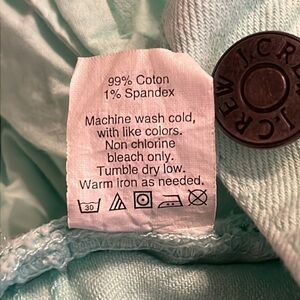 99% Coton
1% Spandex
Machine wash cold,
with like colors.
Non chlorine
bleach only.
Tumble dry low.
Warm iron as needed.
30
J.CREW J.CREW